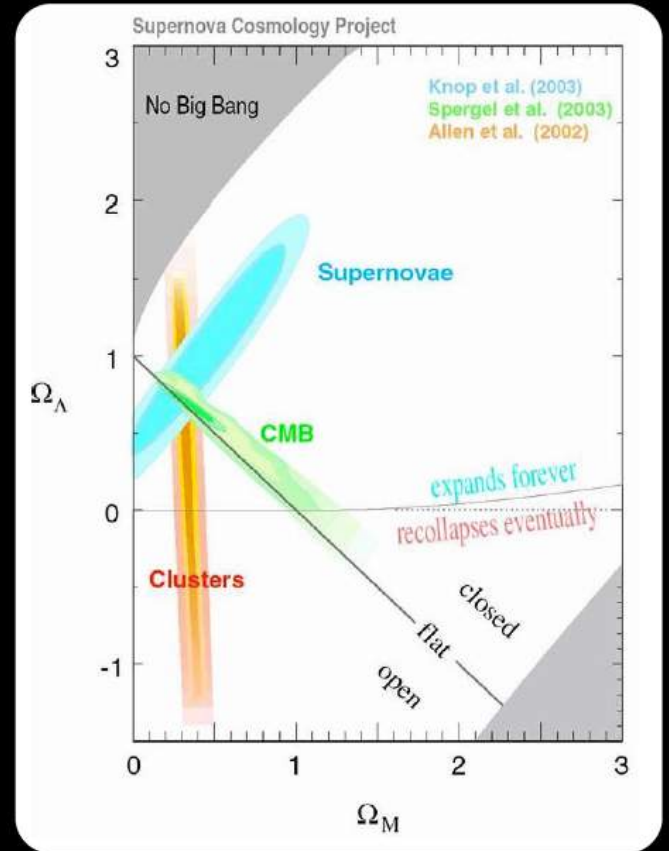 Supernova Cosmology Project
3
No Big Bang
Knop et al. (2003)
Spergel et al. (2003)
Allen et al. (2002)
2
Supernovae
1
Ω_Λ
CMB
expands forever
0
recollapses eventually
Clusters
closed
flat
-1
open
0 1 2 3
Ω_M